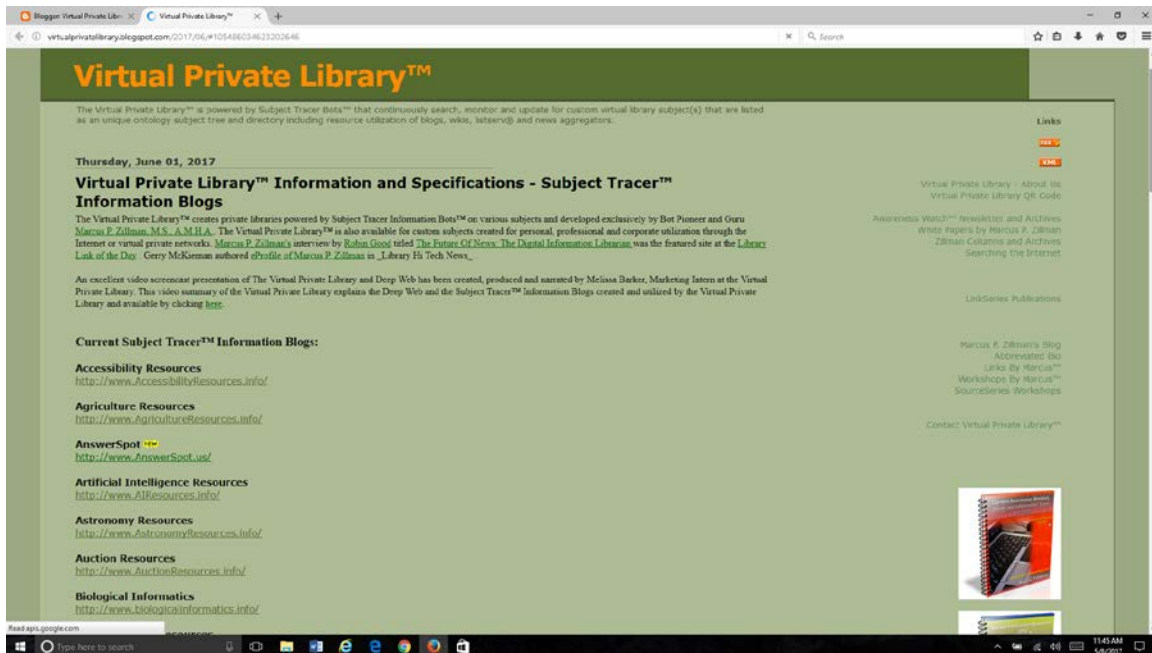 Virtual Private Library™
virtualprivatelibrary.blogspot.com/2017/06/#105486034623202646
Search
Virtual Private Library™
The Virtual Private Library™ is powered by Subject Tracer Bots™ that continuously search, monitor and update for custom virtual library subject(s) that are listed
as an unique ontology subject tree and directory including resource utilization of blogs, wikis, listserv® and news aggregators.
Links
XML
Thursday, June 01, 2017
Virtual Private Library™ Information and Specifications - Subject Tracer™
Information Blogs
The Virtual Private Library™ creates private libraries powered by Subject Tracer Information Bots™ on various subjects and developed exclusively by Bot Pioneer and Guru
Marcus P. Zillman, M.S., A.M.H.A. The Virtual Private Library™ is also available for custom subjects created for personal, professional and corporate utilization through the
Internet or virtual private networks. Marcus P. Zillman's interview by Robin Good titled The Future Of News: The Digital Information Librarian was the featured site at the Library
Link of the Day. Gerry McKiernan authored eProfile of Marcus P. Zillman in _Library Hi Tech News_.
An excellent video screencast presentation of The Virtual Private Library and Deep Web has been created, produced and narrated by Melissa Barker, Marketing Intern at the Virtual
Private Library. This video summary of the Virtual Private Library explains the Deep Web and the Subject Tracer™ Information Blogs created and utilized by the Virtual Private
Library and available by clicking here.
Current Subject Tracer™ Information Blogs:
Accessibility Resources
http://www.AccessibilityResources.info/
Agriculture Resources
http://www.AgricultureResources.info/
AnswerSpot NEW
http://www.AnswerSpot.us/
Artificial Intelligence Resources
http://www.AIResources.info/
Astronomy Resources
http://www.AstronomyResources.info/
Auction Resources
http://www.AuctionResources.info/
Biological Informatics
http://www.biologicalinformatics.info/
Virtual Private Library - About Us
Virtual Private Library QR Code
Awareness Watch™ Newsletter and Archives
White Papers by Marcus P. Zillman
Zillman Columns and Archives
Searching the Internet
LinkSeries Publications
Marcus P. Zillman's Blog
Abbreviated Bio
Links By Marcus™
Workshops By Marcus™
SourceSeries Workshops
Contact Virtual Private Library™
Read apis.google.com
Type here to search
11:45 AM
5/8/2017